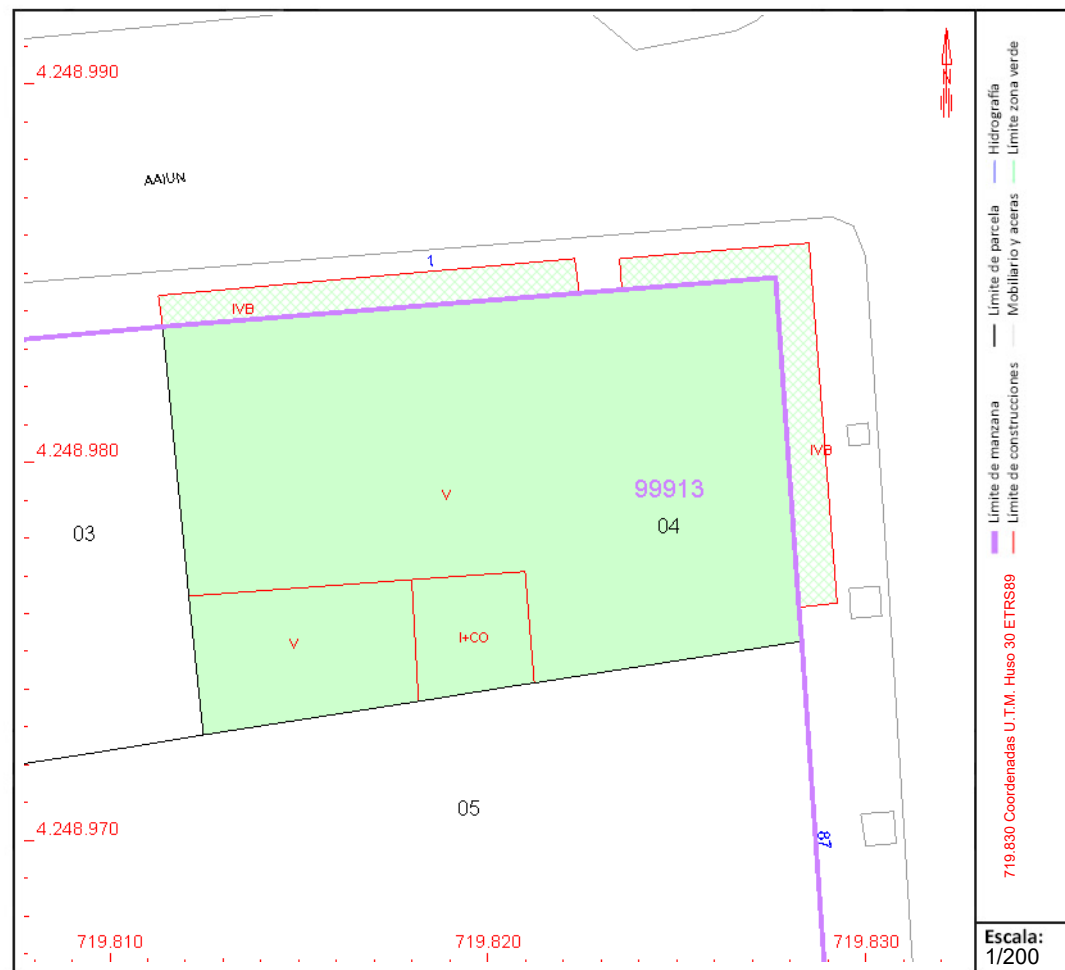 4.248.990
N
AAIUN
1
IVB
4.248.980
IVB
V
99913
04
03
V
I+CO
05
4.248.970
87
719.810
719.820
719.830
Límite de manzana
Límite de construcciones
Límite de parcela
Mobiliario y aceras
Hidrografía
Límite zona verde
719.830 Coordenadas U.T.M. Huso 30 ETRS89
Escala:
1/200